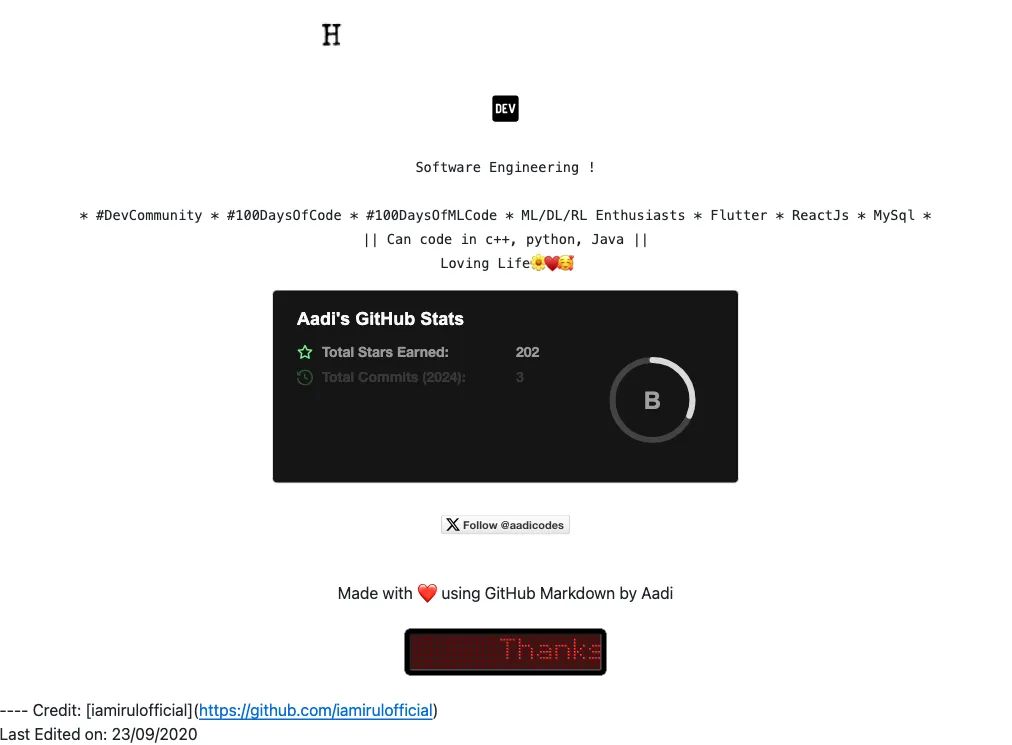 H
DEV
Software Engineering !
* #DevCommunity * #100DaysOfCode * #100DaysOfMLCode * ML/DL/RL Enthusiasts * Flutter * ReactJs * MySql *
|| Can code in c++, python, Java ||
Loving Life🌼♥️🥰
Aadi's GitHub Stats
Total Stars Earned: 202
Total Commits (2024): 3
B
Follow @aadicodes
Made with ❤️ using GitHub Markdown by Aadi
Thanks
---- Credit: [iamirulofficial](https://github.com/iamirulofficial)
Last Edited on: 23/09/2020